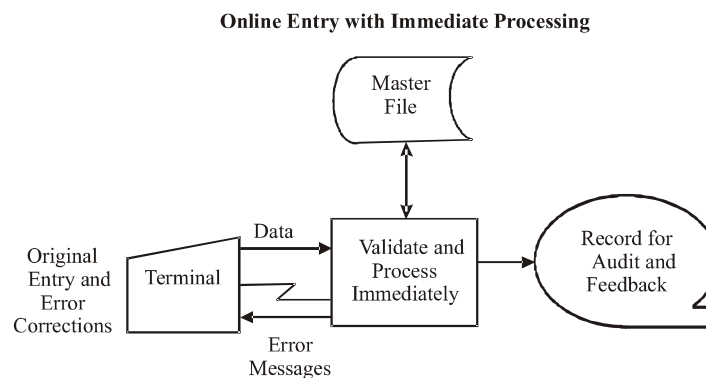 Online Entry with Immediate Processing
Master
File
Data
Original
Entry and
Error
Corrections
Terminal
Validate and
Process
Immediately
Record for
Audit and
Feedback
Error
Messages